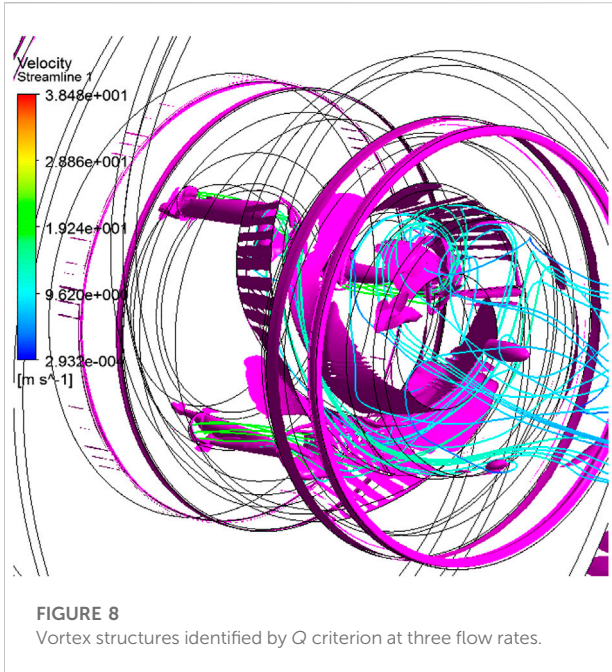 Velocity
Streamline 1
3.848e+001
2.886e+001
1.924e+001
9.620e+000
2.932e-004
[m s^-1]
FIGURE 8
Vortex structures identified by Q criterion at three flow rates.